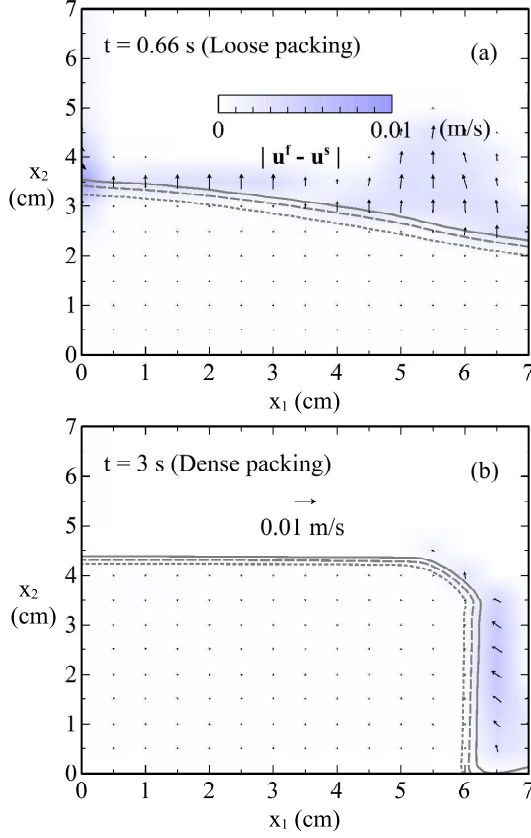 7
t = 0.66 s (Loose packing) (a)
6
5
0 0.01 (m/s)
4
| u^f - u^s |
x₂
(cm)
3
2
1
0
0 1 2 3 4 5 6 7
x₁ (cm)
7
t = 3 s (Dense packing) (b)
6
5
0.01 m/s
4
x₂
(cm)
3
2
1
0
0 1 2 3 4 5 6 7
x₁ (cm)